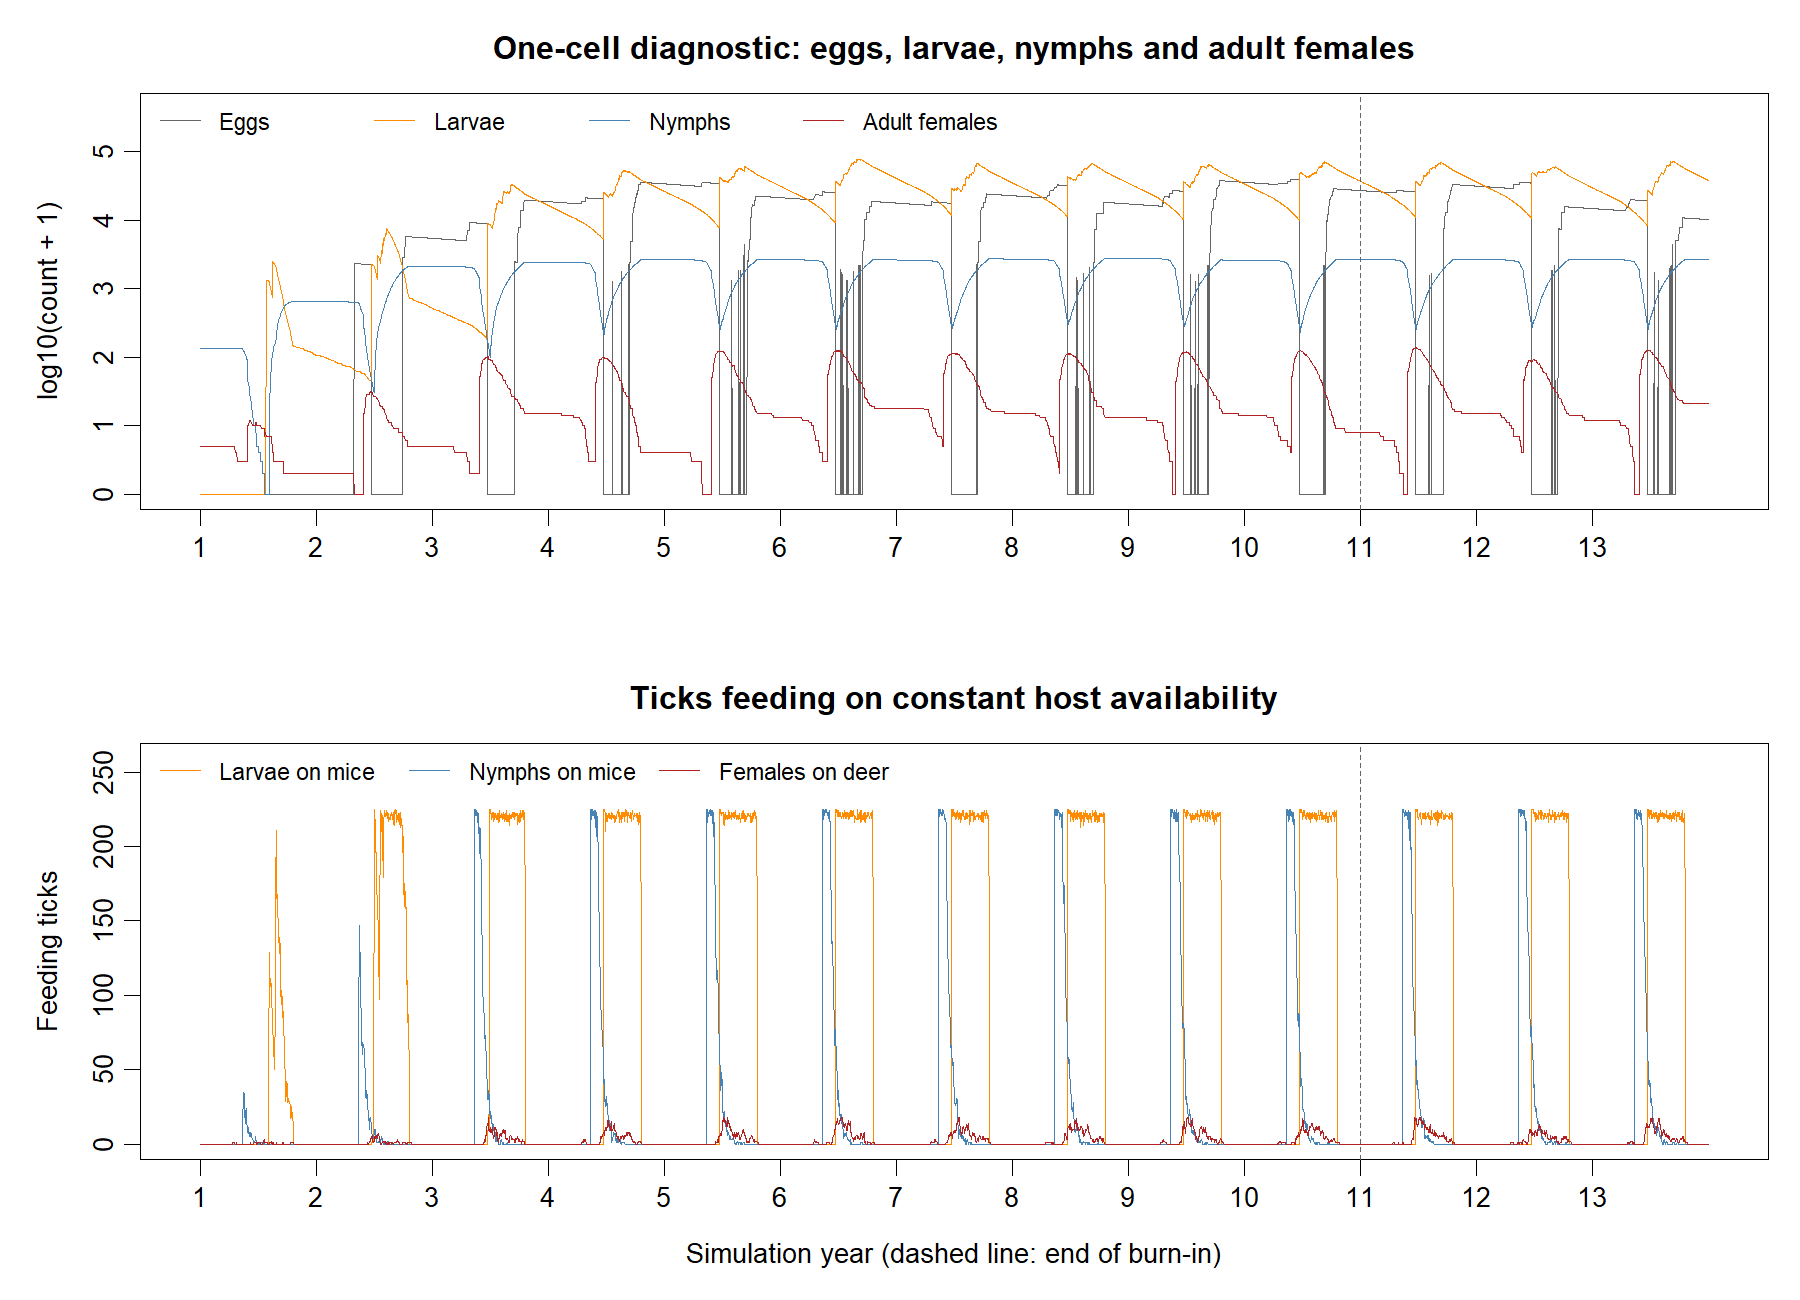 One-cell diagnostic: eggs, larvae, nymphs and adult females
Eggs Larvae Nymphs Adult females
log10(count + 1)
5
4
3
2
1
0
1 2 3 4 5 6 7 8 9 10 11 12 13
Ticks feeding on constant host availability
Larvae on mice Nymphs on mice Females on deer
Feeding ticks
250
200
150
100
50
0
1 2 3 4 5 6 7 8 9 10 11 12 13
Simulation year (dashed line: end of burn-in)